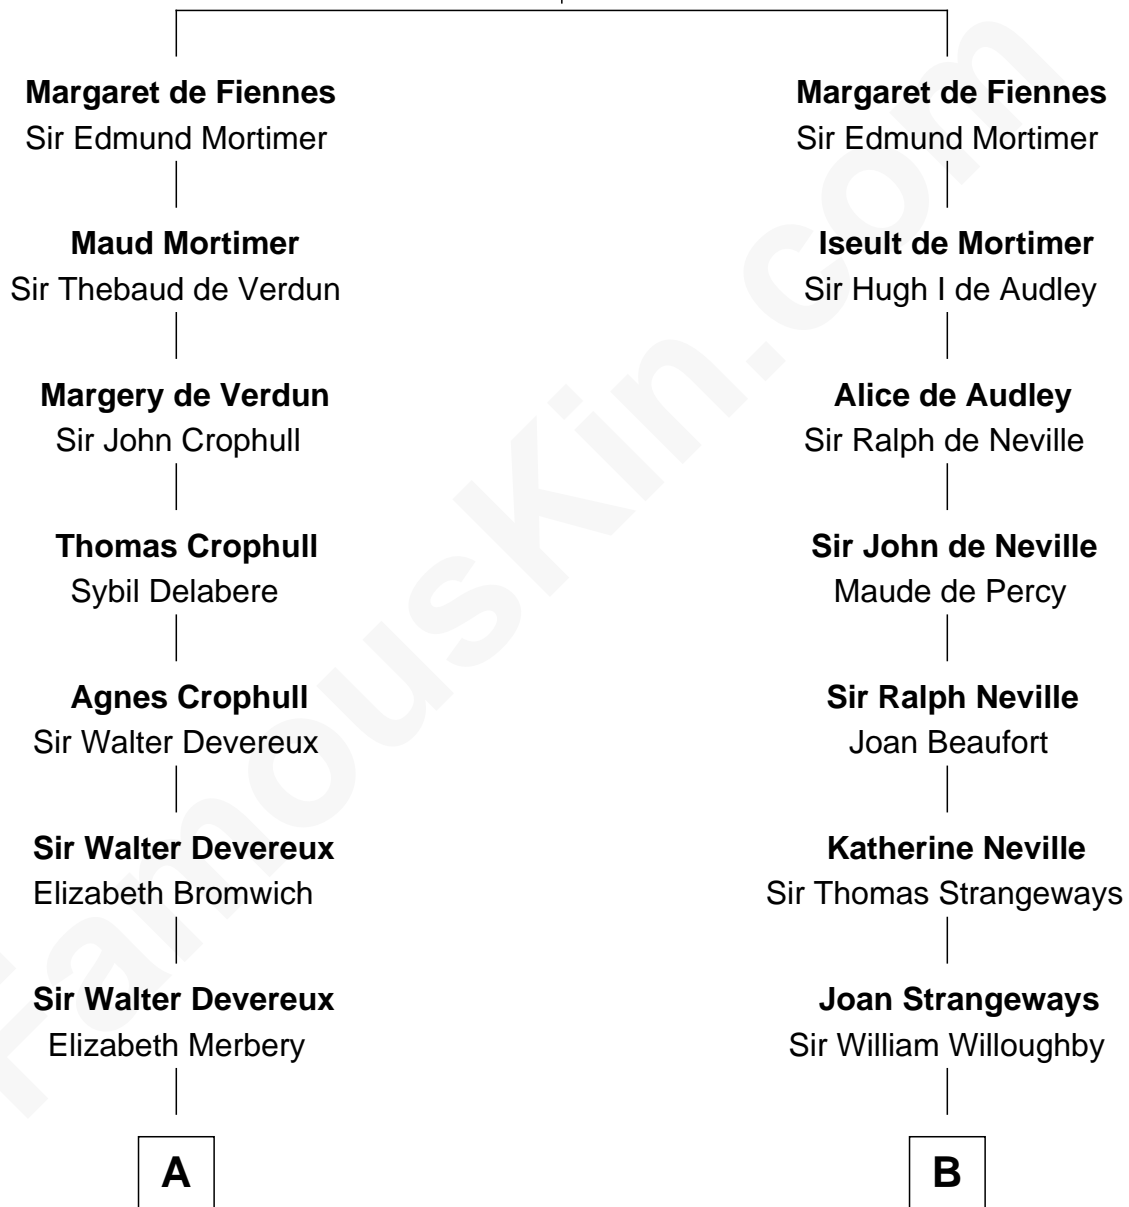 Margaret de Fiennes
Sir Edmund Mortimer
Maud Mortimer
Sir Thebaud de Verdun
Margery de Verdun
Sir John Crophull
Thomas Crophull
Sybil Delabere
Agnes Crophull
Sir Walter Devereux
Sir Walter Devereux
Elizabeth Bromwich
Sir Walter Devereux
Elizabeth Merbery
A
Margaret de Fiennes
Sir Edmund Mortimer
Iseult de Mortimer
Sir Hugh I de Audley
Alice de Audley
Sir Ralph de Neville
Sir John de Neville
Maude de Percy
Sir Ralph Neville
Joan Beaufort
Katherine Neville
Sir Thomas Strangeways
Joan Strangeways
Sir William Willoughby
B
FamousKin.com